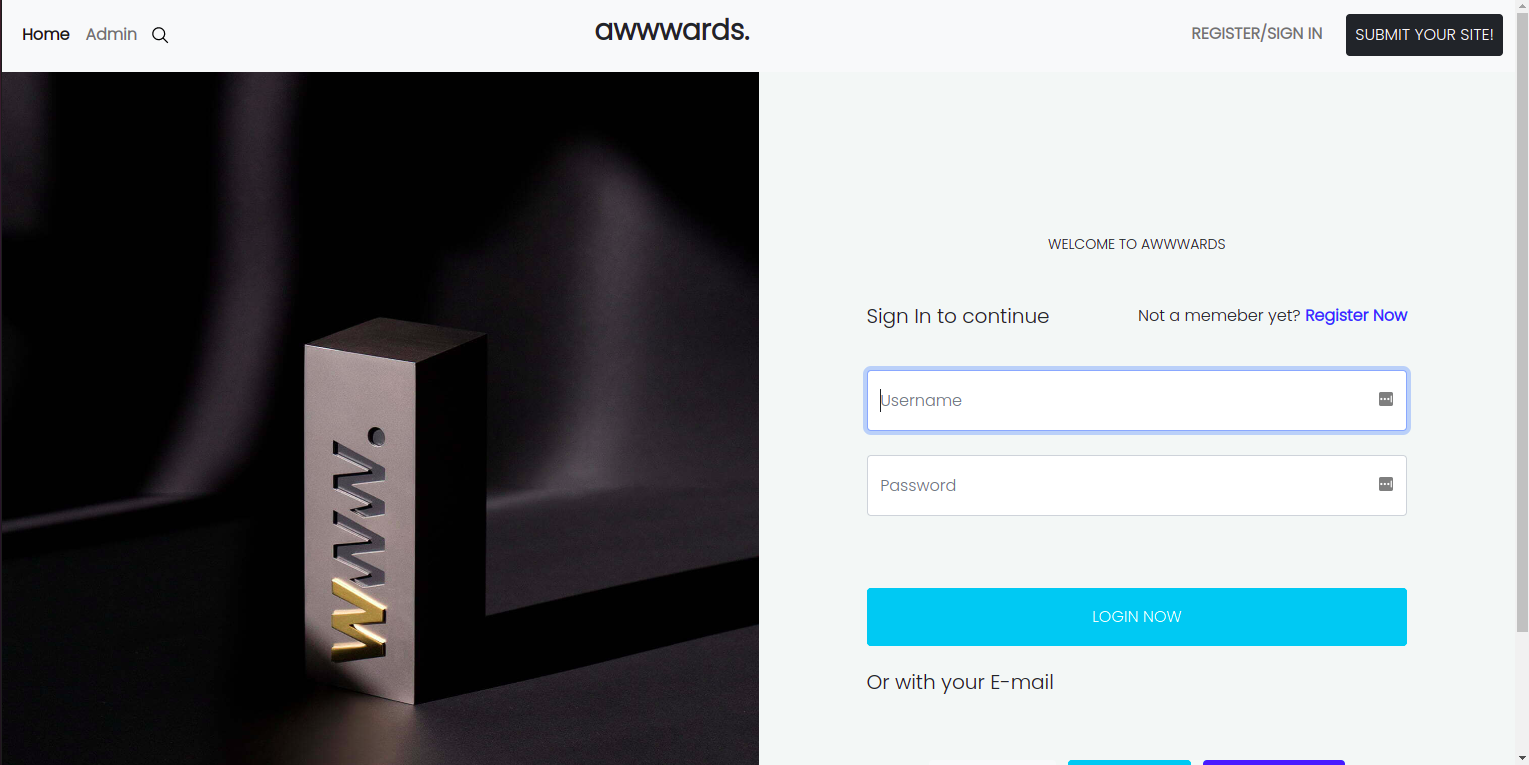 Home Admin
awwwards.
REGISTER/SIGN IN
SUBMIT YOUR SITE!
www.
WELCOME TO AWWWARDS
Sign In to continue
Not a memeber yet? Register Now
Username
Password
LOGIN NOW
Or with your E-mail